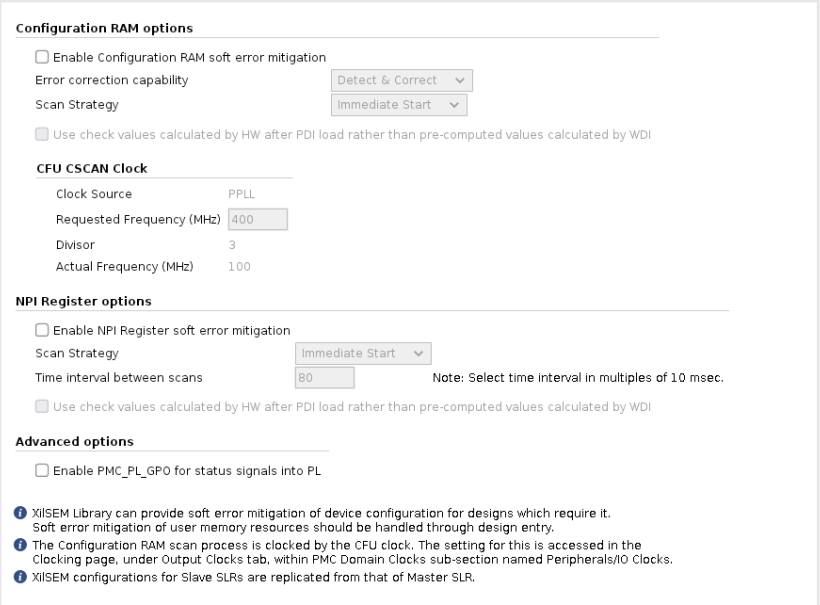 Configuration RAM options
Enable Configuration RAM soft error mitigation
Error correction capability Detect & Correct
Scan Strategy Immediate Start
Use check values calculated by HW after PDI load rather than pre-computed values calculated by WDI
CFU CSCAN Clock
Clock Source PPLL
Requested Frequency (MHz) 400
Divisor 3
Actual Frequency (MHz) 100
NPI Register options
Enable NPI Register soft error mitigation
Scan Strategy Immediate Start
Time interval between scans 80 Note: Select time interval in multiples of 10 msec.
Use check values calculated by HW after PDI load rather than pre-computed values calculated by WDI
Advanced options
Enable PMC_PL_GPO for status signals into PL
XilSEM Library can provide soft error mitigation of device configuration for designs which require it.
Soft error mitigation of user memory resources should be handled through design entry.
The Configuration RAM scan process is clocked by the CFU clock. The setting for this is accessed in the
Clocking page, under Output Clocks tab, within PMC Domain Clocks sub-section named Peripherals/IO Clocks.
XilSEM configurations for Slave SLRs are replicated from that of Master SLR.